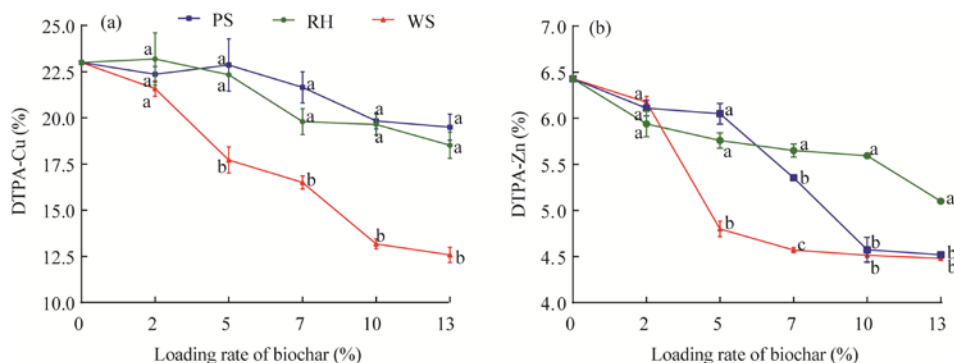 (a)
PS
RH
WS
25.0
22.5
20.0
17.5
15.0
12.5
10.0
DTPA-Cu (%)
a
a
a
a
a
b
a
a
b
a
a
b
a
a
b
0
2
5
7
10
13
Loading rate of biochar (%)
(b)
7.0
6.5
6.0
5.5
5.0
4.5
4.0
DTPA-Zn (%)
a
a
a
a
a
b
a
b
c
a
b
b
a
b
b
0
2
5
7
10
13
Loading rate of biochar (%)